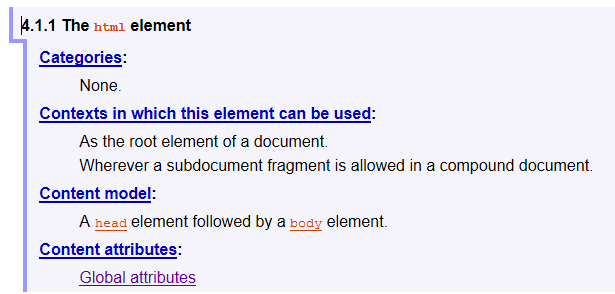 4.1.1 The html element
Categories:
None.
Contexts in which this element can be used:
As the root element of a document.
Wherever a subdocument fragment is allowed in a compound document.
Content model:
A head element followed by a body element.
Content attributes:
Global attributes